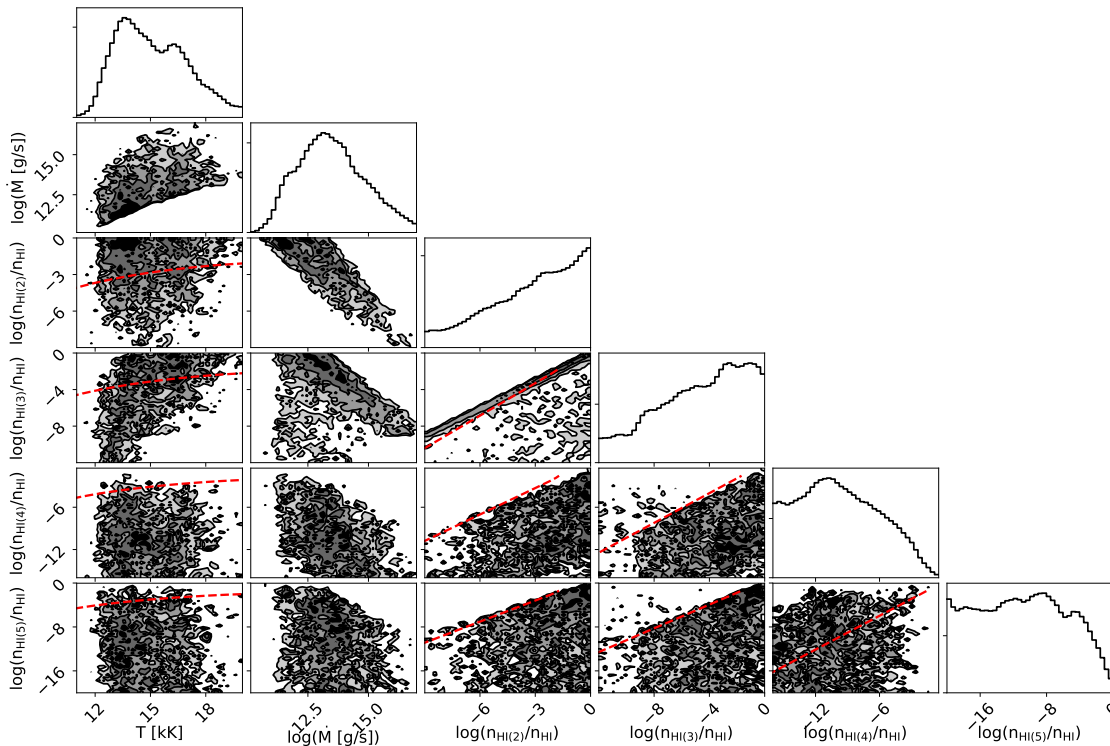 log(Ṁ [g/s])
15.0
12.5
log(n_HI(2)/n_HI)
0
−3
−6
log(n_HI(3)/n_HI)
0
−4
−8
log(n_HI(4)/n_HI)
−6
−12
log(n_HI(5)/n_HI)
0
−8
−16
12 15 18
T [kK]
12.5 15.0
log(Ṁ [g/s])
−6 −3 0
log(n_HI(2)/n_HI)
−8 −4 0
log(n_HI(3)/n_HI)
−12 −6
log(n_HI(4)/n_HI)
−16 −8 0
log(n_HI(5)/n_HI)